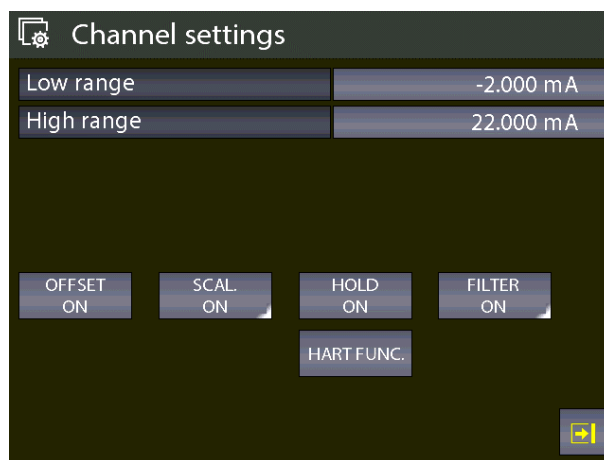 Channel settings
Low range -2.000 mA
High range 22.000 mA
OFFSET ON
SCAL. ON
HOLD ON
FILTER ON
HART FUNC.